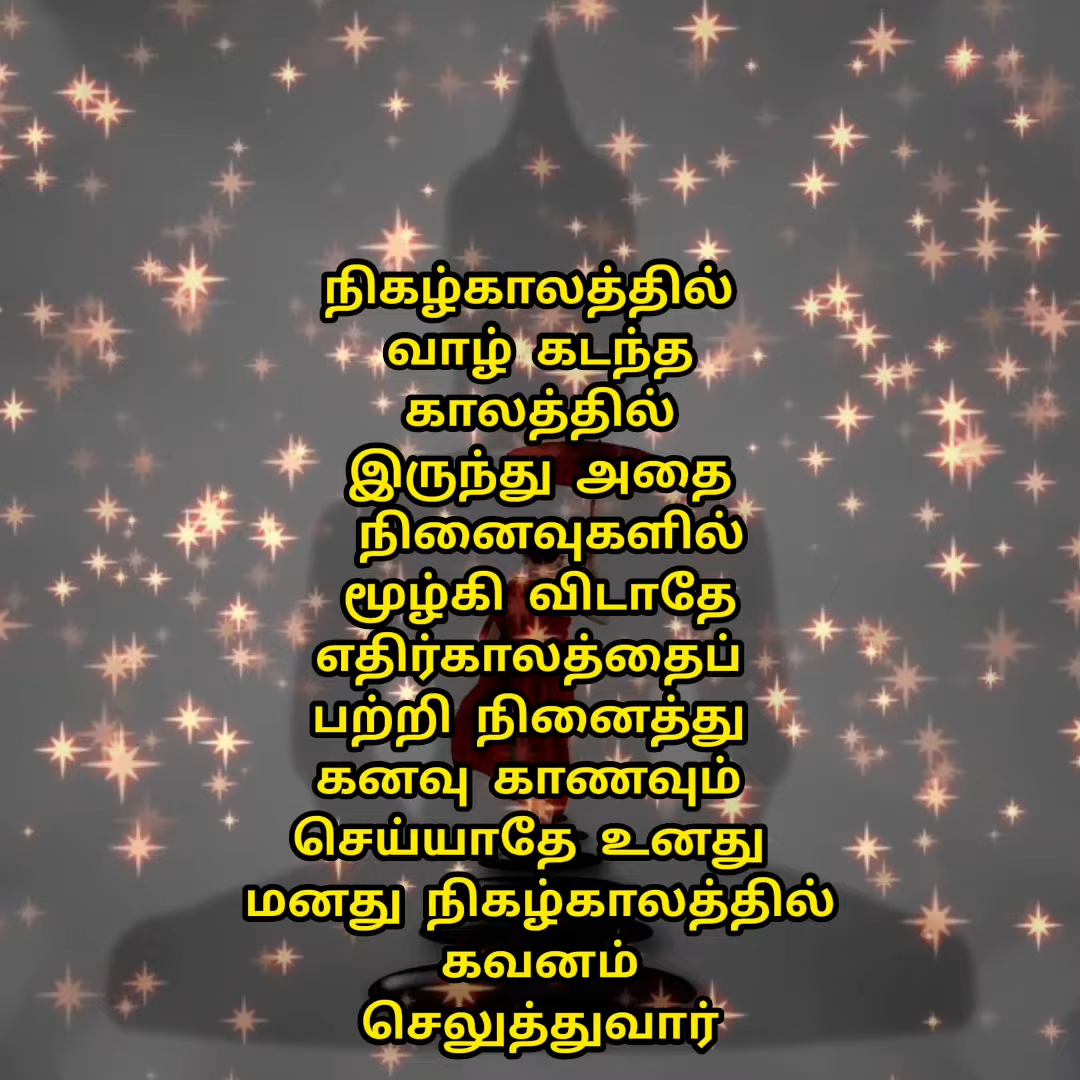 நிகழ்காலத்தில்
வாழ் கடந்த
காலத்தில்
இருந்து அதை
நினைவுகளில்
மூழ்கி விடாதே
எதிர்காலத்தைப்
பற்றி நினைத்து
கனவு காணவும்
செய்யாதே உனது
மனது நிகழ்காலத்தில்
கவனம்
செலுத்துவார்